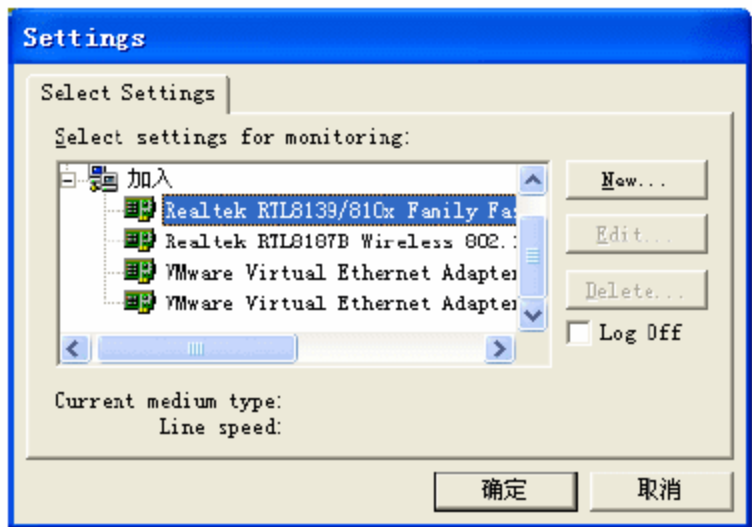 Settings
Select Settings
Select settings for monitoring:
加入
Realtek RTL8139/810x Family Fas
Realtek RTL8187B Wireless 802.1
VMware Virtual Ethernet Adapter
VMware Virtual Ethernet Adapter
New...
Edit...
Delete...
Log Off
Current medium type:
Line speed:
确定
取消